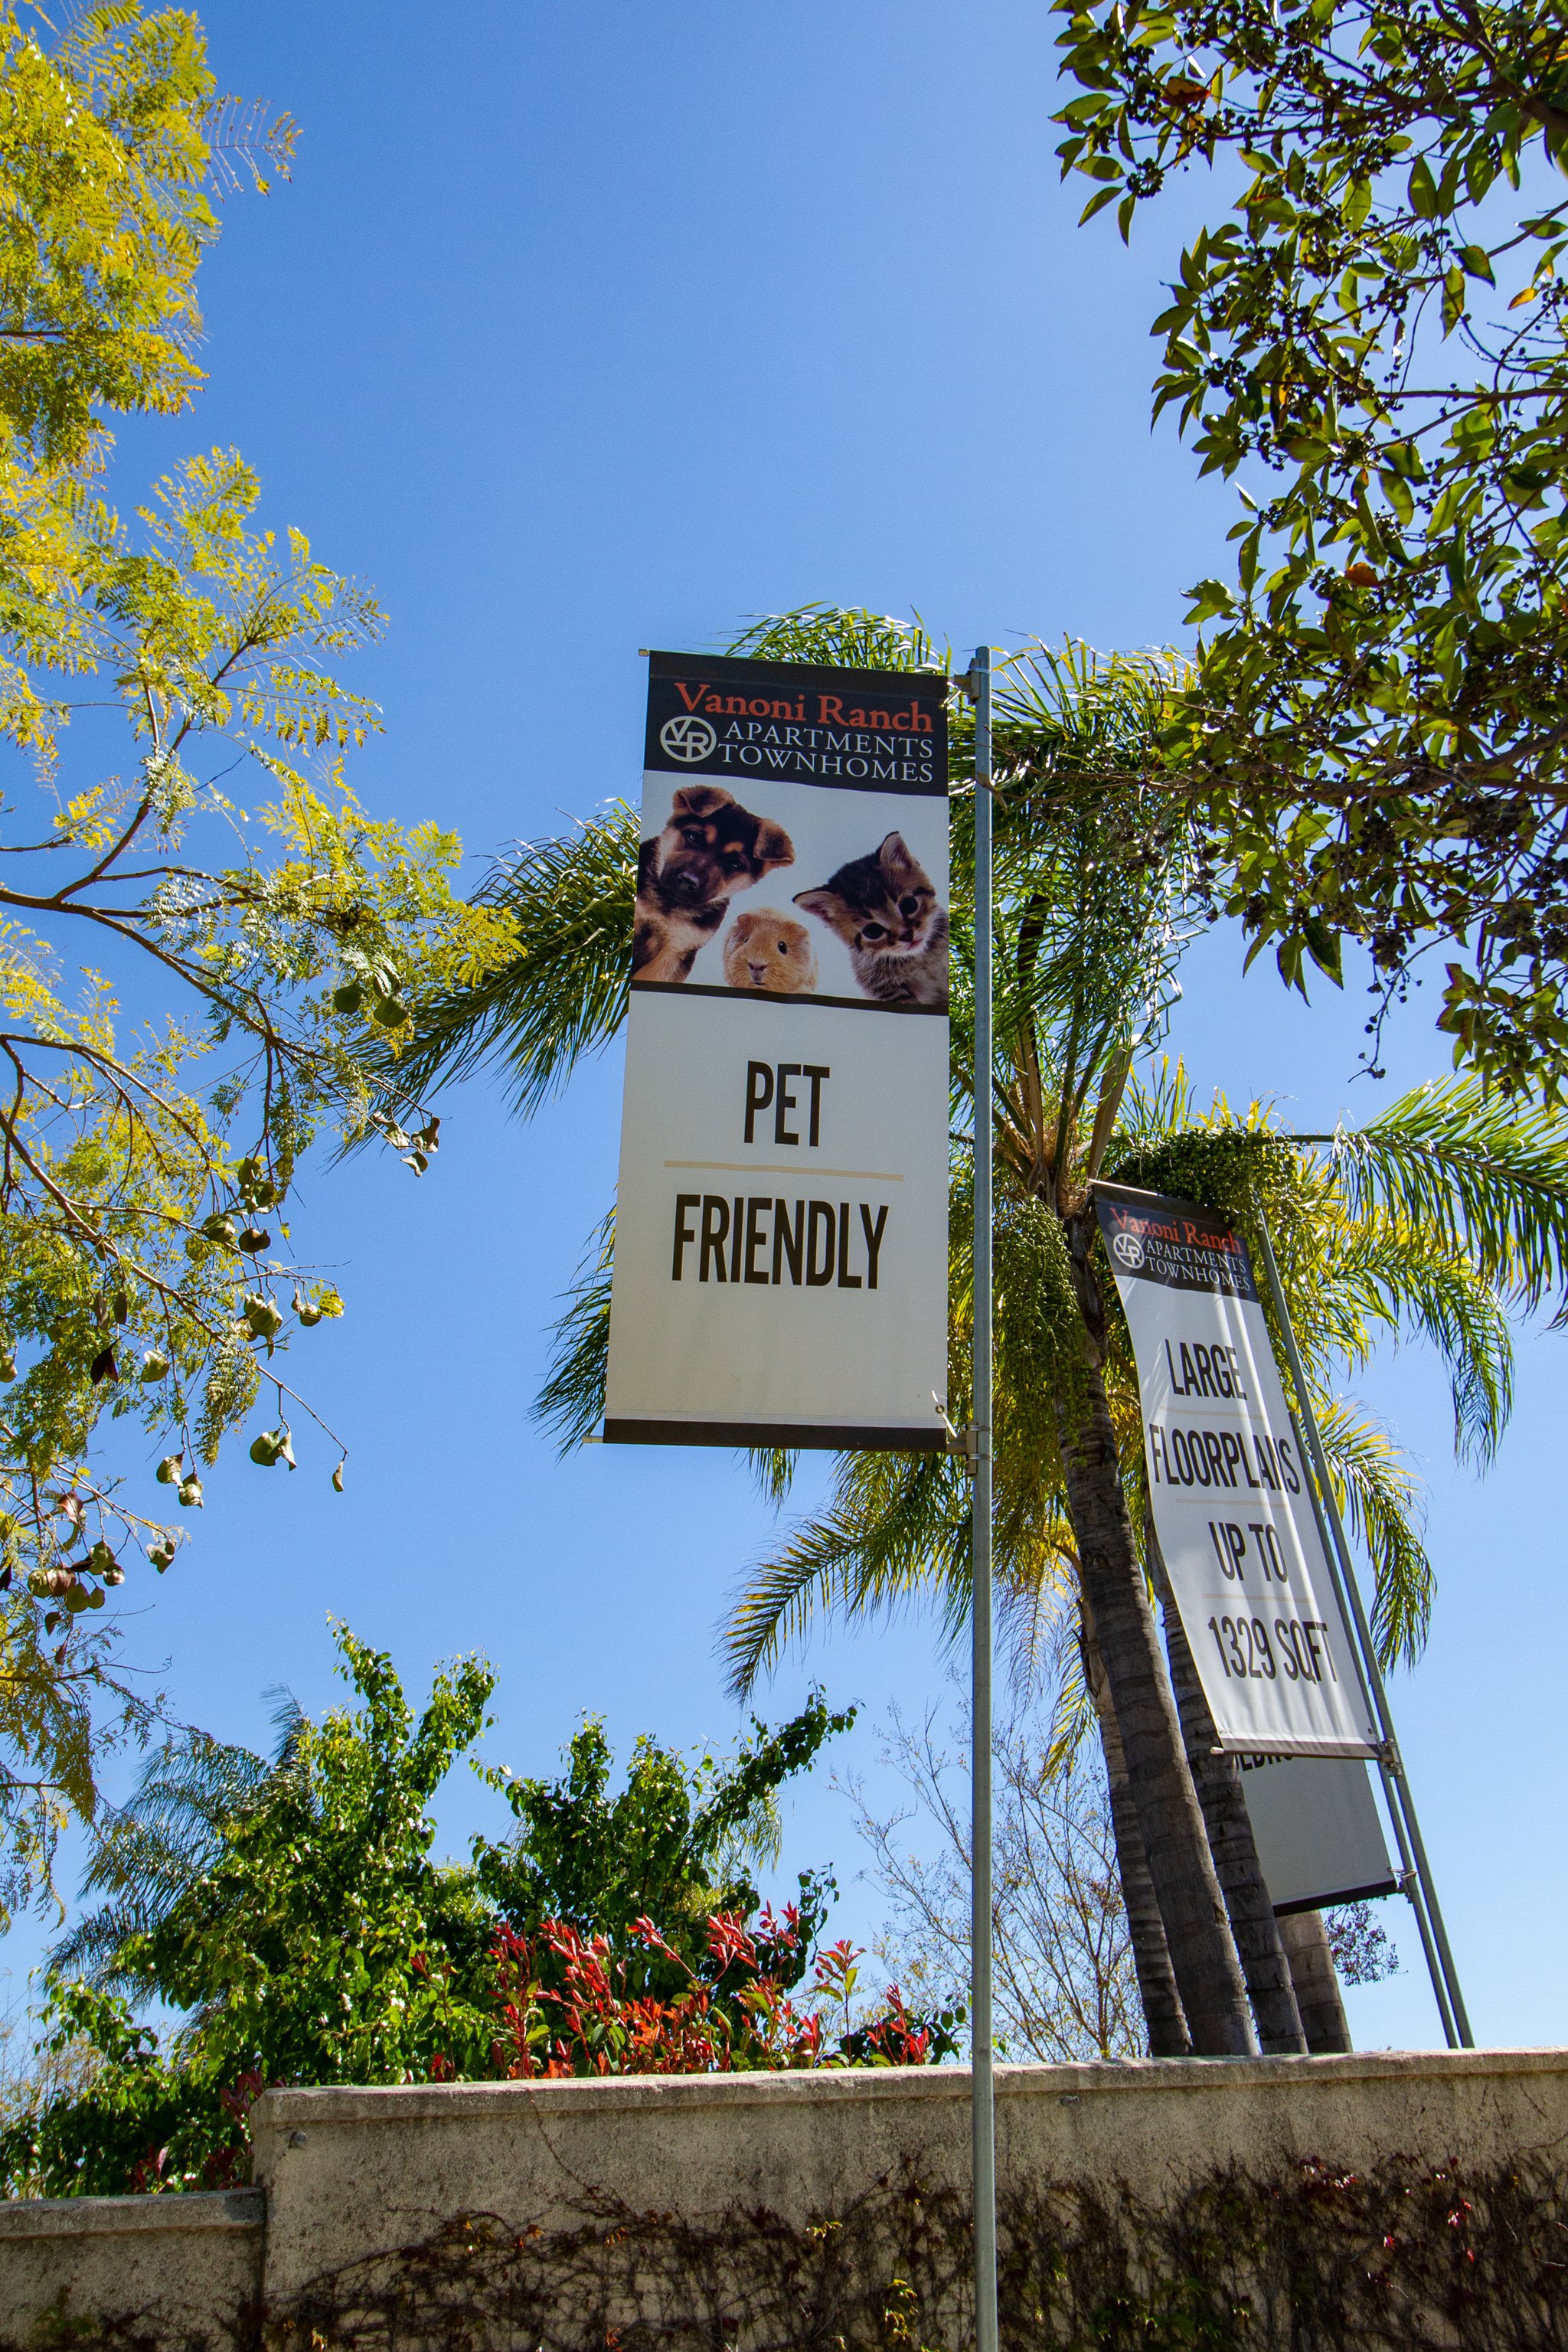 Vanoni Ranch
VR APARTMENTS
TOWNHOMES
PET
FRIENDLY
Vanoni Ranch
VR APARTMENTS
TOWNHOMES
LARGE
FLOORPLANS
UP TO
1329 SQFT